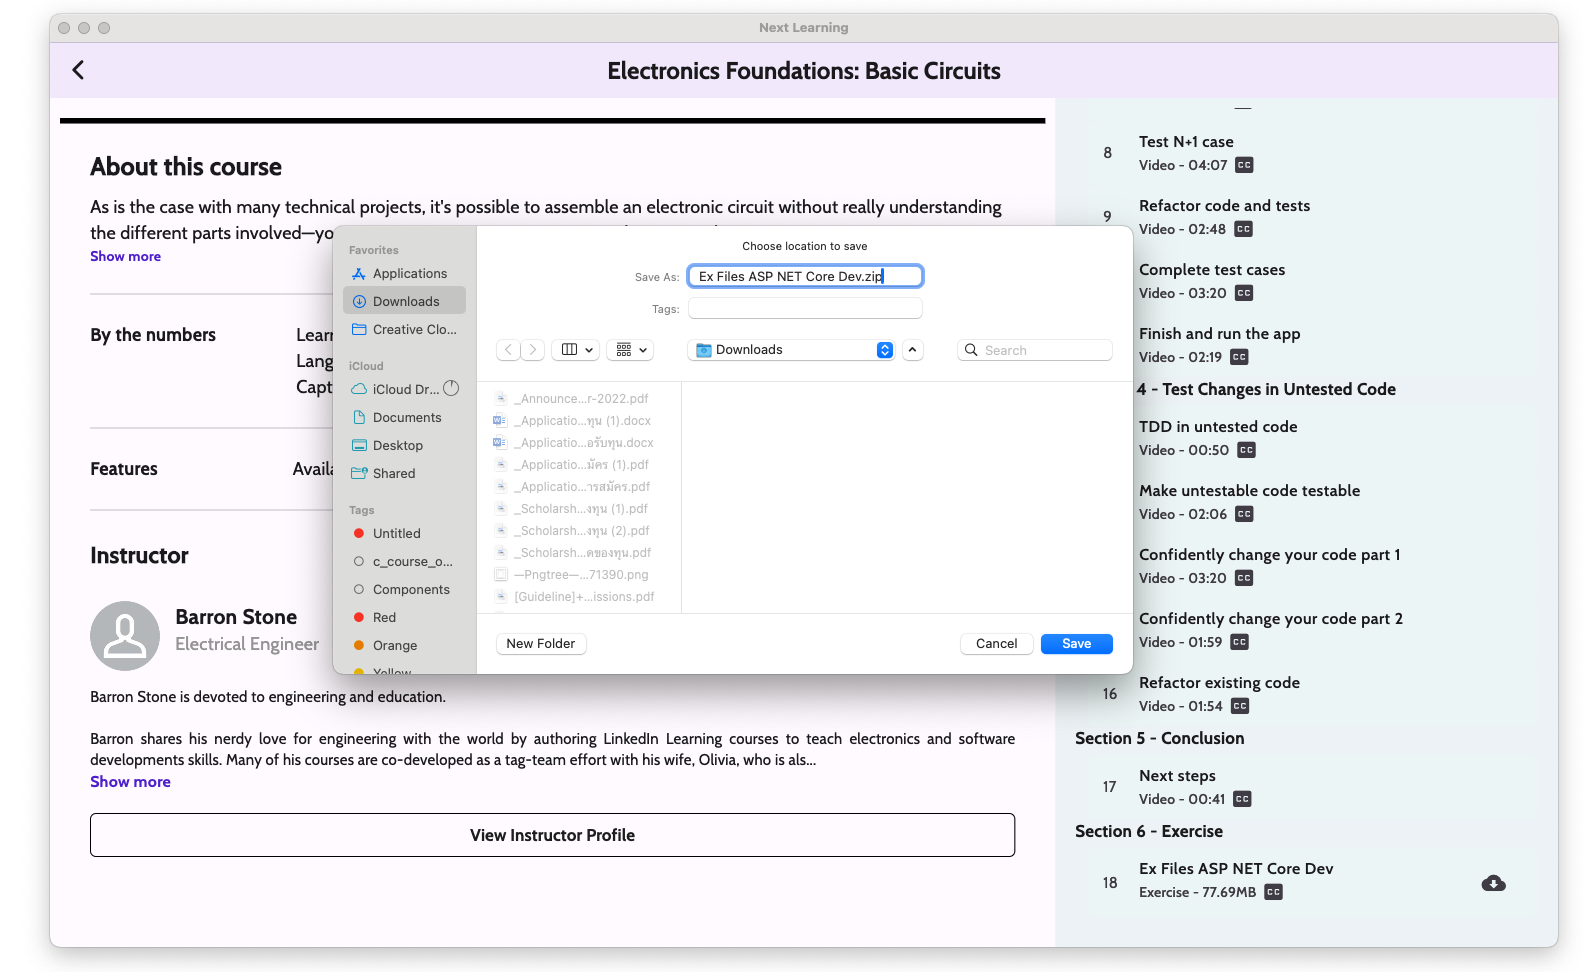 Next Learning
Electronics Foundations: Basic Circuits
About this course
As is the case with many technical projects, it's possible to assemble an electronic circuit without really understanding
the different parts involved—yo
Show more
By the numbers
Learn
Lang
Capt
Features
Availa
Instructor
Barron Stone
Electrical Engineer
Barron Stone is devoted to engineering and education.
Barron shares his nerdy love for engineering with the world by authoring LinkedIn Learning courses to teach electronics and software
developments skills. Many of his courses are co-developed as a tag-team effort with his wife, Olivia, who is als...
Show more
View Instructor Profile
Favorites
Applications
Downloads
Creative Clo...
iCloud
iCloud Dr...
Documents
Desktop
Shared
Tags
Untitled
c_course_o...
Components
Red
Orange
Yellow
Choose location to save
Save As: Ex Files ASP NET Core Dev.zip
Tags:
Downloads
Search
_Announce...r-2022.pdf
_Applicatio...ทุน (1).docx
_Applicatio...อรับทุน.docx
_Applicatio...มัคร (1).pdf
_Applicatio...ารสมัคร.pdf
_Scholarsh...งทุน (1).pdf
_Scholarsh...งทุน (2).pdf
_Scholarsh...ดของทุน.pdf
—Pngtree—...71390.png
[Guideline]+...issions.pdf
New Folder
Cancel
Save
8
Test N+1 case
Video - 04:07 CC
9
Refactor code and tests
Video - 02:48 CC
Complete test cases
Video - 03:20 CC
Finish and run the app
Video - 02:19 CC
4 - Test Changes in Untested Code
TDD in untested code
Video - 00:50 CC
Make untestable code testable
Video - 02:06 CC
Confidently change your code part 1
Video - 03:20 CC
Confidently change your code part 2
Video - 01:59 CC
16
Refactor existing code
Video - 01:54 CC
Section 5 - Conclusion
17
Next steps
Video - 00:41 CC
Section 6 - Exercise
18
Ex Files ASP NET Core Dev
Exercise - 77.69MB CC